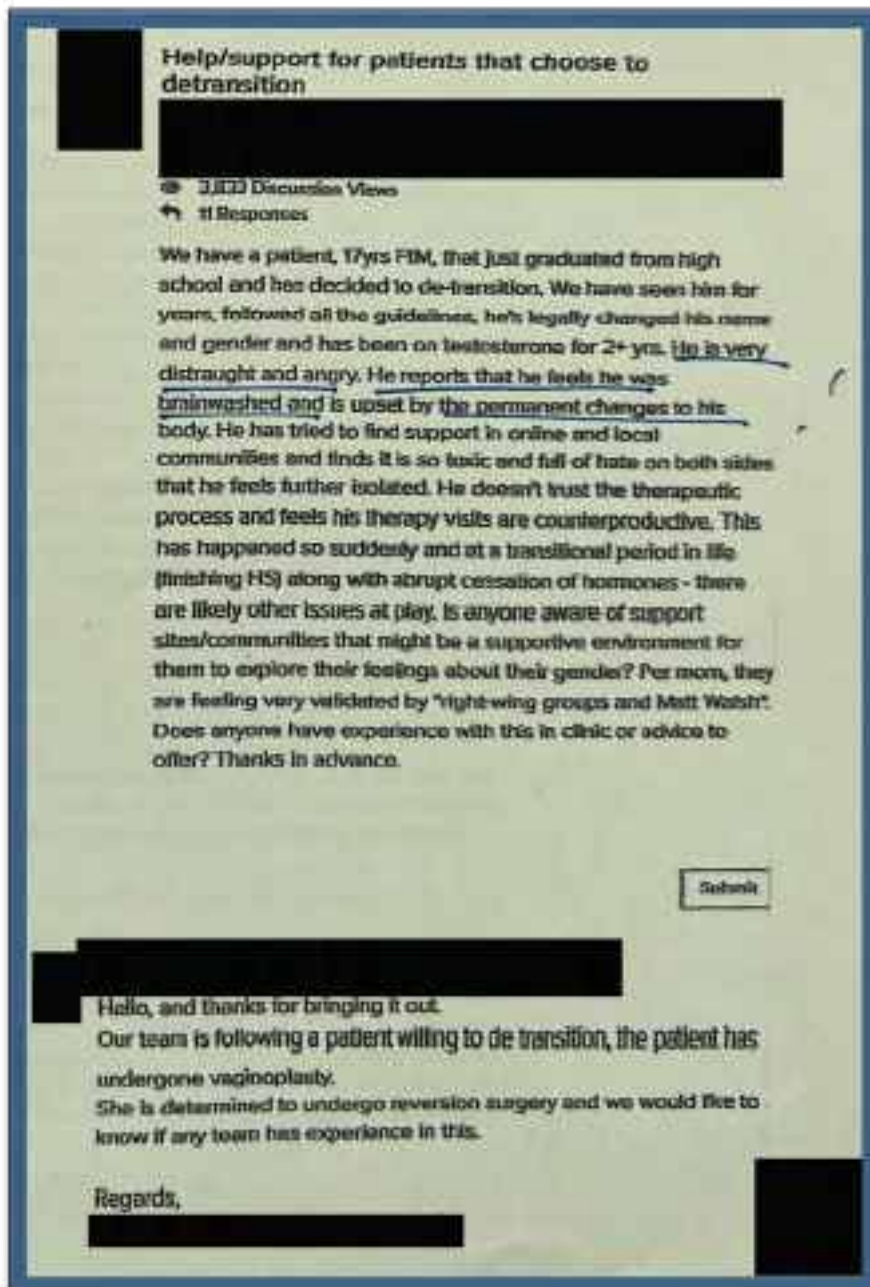 Help/support for patients that choose to
detransition
3,833 Discussion Views
11 Responses
We have a patient, 17yrs FTM, that just graduated from high
school and has decided to de-transition. We have seen him for
years, followed all the guidelines, he's legally changed his name
and gender and has been on testosterone for 2+ yrs. He is very
distraught and angry. He reports that he feels he was
brainwashed and is upset by the permanent changes to his
body. He has tried to find support in online and local
communities and finds it is so toxic and full of hate on both sides
that he feels further isolated. He doesn't trust the therapeutic
process and feels his therapy visits are counterproductive. This
has happened so suddenly and at a transitional period in life
(finishing HS) along with abrupt cessation of hormones - there
are likely other issues at play. Is anyone aware of support
sites/communities that might be a supportive environment for
them to explore their feelings about their gender? Per mom, they
are feeling very validated by "right-wing groups and Matt Walsh".
Does anyone have experience with this in clinic or advice to
offer? Thanks in advance.
Submit
Hello, and thanks for bringing it out.
Our team is following a patient willing to de transition, the patient has
undergone vaginoplasty.
She is determined to undergo reversion surgery and we would like to
know if any team has experience in this.
Regards,